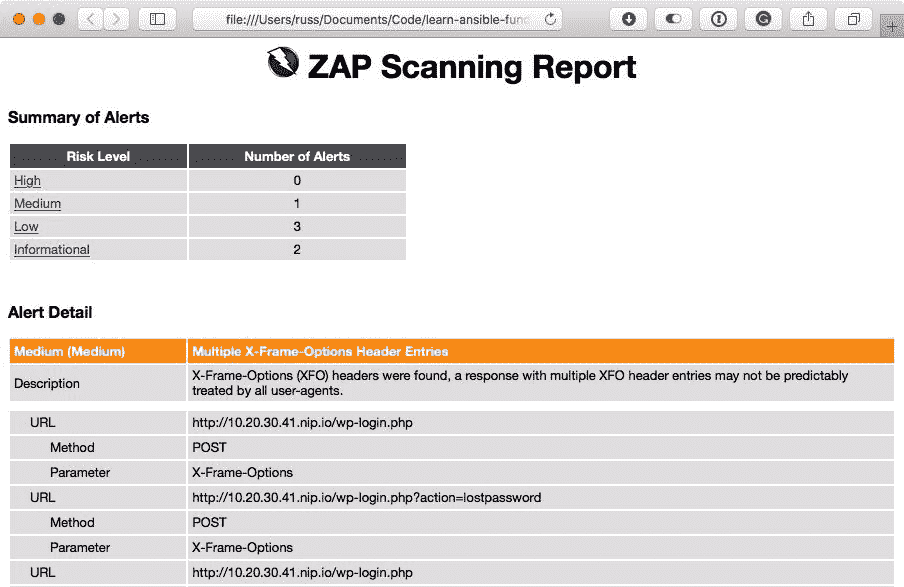 file:///Users/russ/Documents/Code/learn-ansible-fun
ZAP Scanning Report
Summary of Alerts
Risk Level Number of Alerts
High 0
Medium 1
Low 3
Informational 2
Alert Detail
Medium (Medium) Multiple X-Frame-Options Header Entries
Description X-Frame-Options (XFO) headers were found, a response with multiple XFO header entries may not be predictably
treated by all user-agents.
URL http://10.20.30.41.nip.io/wp-login.php
Method POST
Parameter X-Frame-Options
URL http://10.20.30.41.nip.io/wp-login.php?action=lostpassword
Method POST
Parameter X-Frame-Options
URL http://10.20.30.41.nip.io/wp-login.php